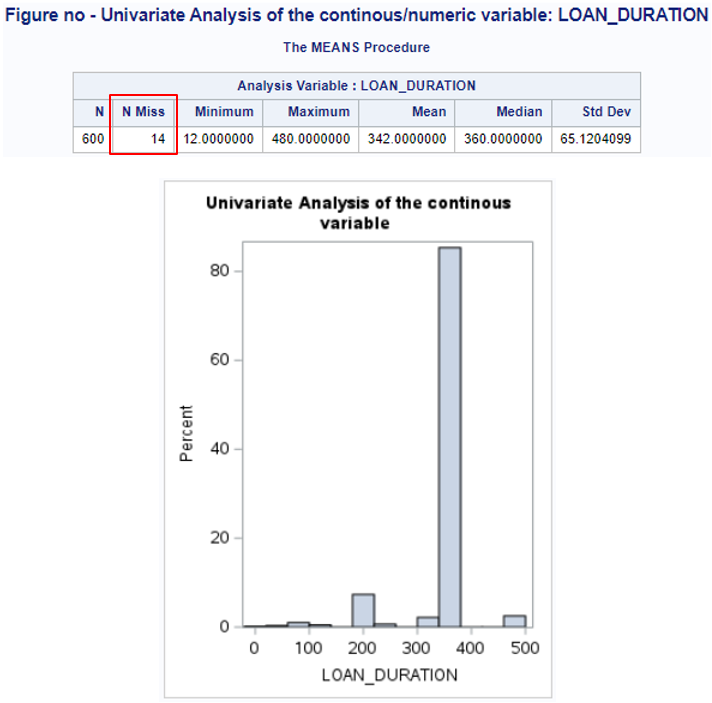 Figure no - Univariate Analysis of the continous/numeric variable: LOAN_DURATION
The MEANS Procedure
Analysis Variable : LOAN_DURATION
N N Miss Minimum Maximum Mean Median Std Dev
600 14 12.0000000 480.0000000 342.0000000 360.0000000 65.1204099
Univariate Analysis of the continous
variable
80
60
40
20
0
Percent
0 100 200 300 400 500
LOAN_DURATION